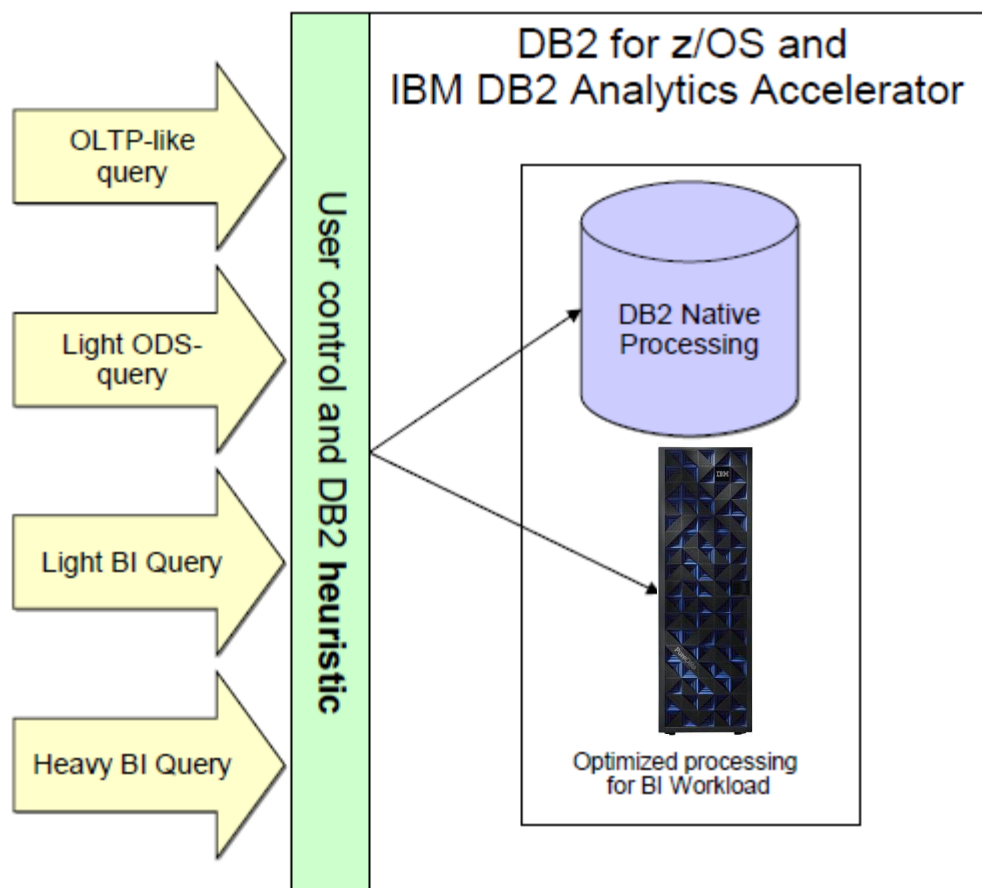 DB2 for z/OS and
IBM DB2 Analytics Accelerator
OLTP-like
query
Light ODS-
query
Light BI Query
Heavy BI Query
User control and DB2 heuristic
DB2 Native
Processing
IBM
Optimized processing
for BI Workload